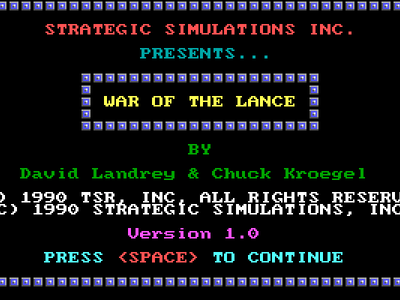 STRATEGIC SIMULATIONS INC.
PRESENTS...
WAR OF THE LANCE
BY
David Landrey & Chuck Kroegel
) 1990 TSR, INC. ALL RIGHTS RESERV
C) 1990 STRATEGIC SIMULATIONS, INC
Version 1.0
PRESS <SPACE> TO CONTINUE